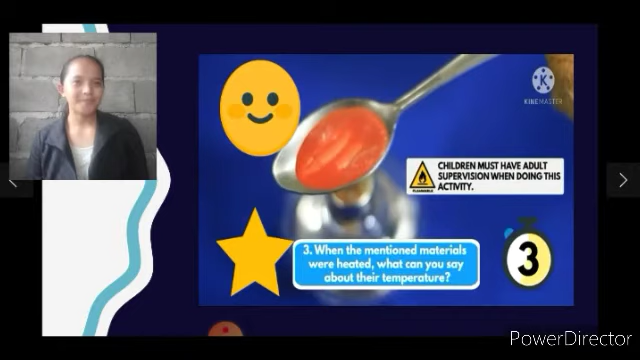 KINEMASTER
CHILDREN MUST HAVE ADULT
SUPERVISION WHEN DOING THIS
ACTIVITY.
FLAMMABLE
3. When the mentioned materials
were heated, what can you say
about their temperature?
3
PowerDirector